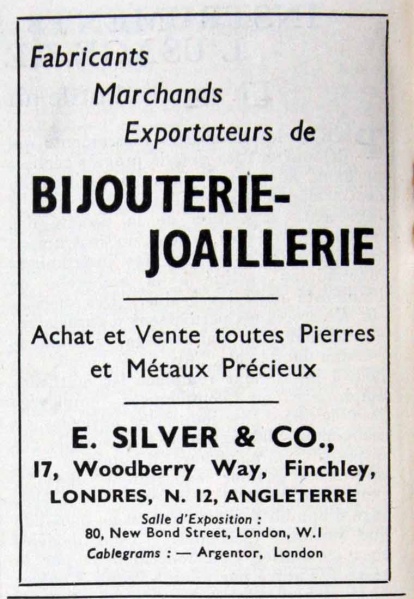 Fabricants
Marchands
Exportateurs de
BIJOUTERIE-
JOAILLERIE
Achat et Vente toutes Pierres
et Métaux Précieux
E. SILVER & CO.,
17, Woodberry Way, Finchley,
LONDRES, N. 12, ANGLETERRE
Salle d'Exposition :
80, New Bond Street, London, W.1
Cablegrams : — Argentor, London